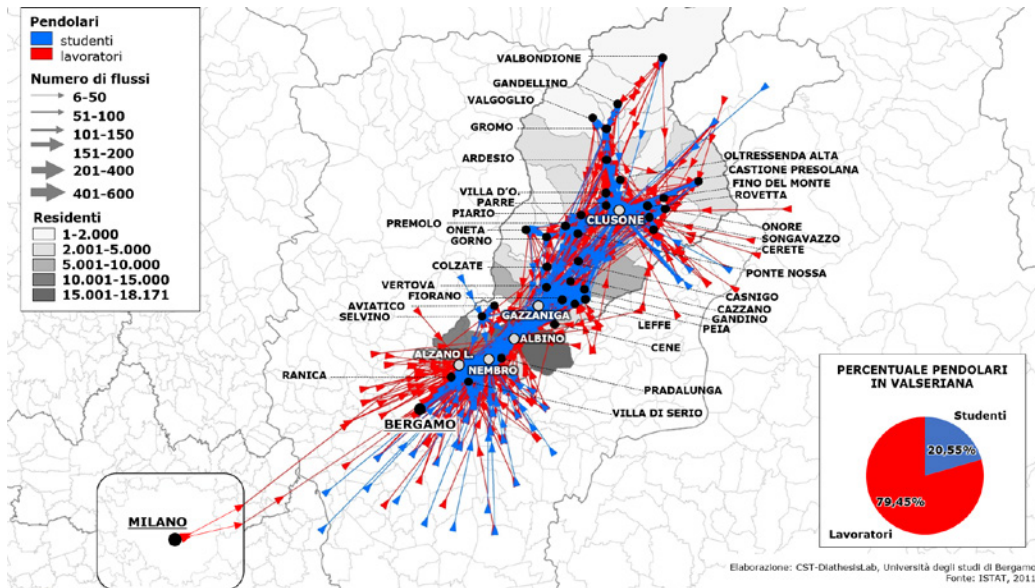 Pendolari
studenti
lavoratori
Numero di flussi
6-50
51-100
101-150
151-200
201-400
401-600
Residenti
1-2.000
2.001-5.000
5.001-10.000
10.001-15.000
15.001-18.171
VALBONDIONE
GANDELLINO
VALGOGLIO
GROMO
ARDESIO
VILLA D'O.
PARRE
PIARIO
PREMOLO
ONETA
GORNO
COLZATE
VERTOVA
FIORANO
AVIATICO
SELVINO
RANICA
OLTRESSENDA ALTA
CASTIONE PRESOLANA
FINO DEL MONTE
ROVETTA
CLUSONE
ONORE
SONGAVAZZO
CERETE
PONTE NOSSA
CASNIGO
CAZZANO
GANDINO
PEIA
LEFFE
CENE
GAZZANIGA
ALBINO
ALZANO L.
NEMBRO
PRADALUNGA
VILLA DI SERIO
BERGAMO
MILANO
PERCENTUALE PENDOLARI
IN VALSERIANA
Studenti
20,55%
79,45%
Lavoratori
Elaborazione: CST-DiathesisLab, Università degli studi di Bergamo
Fonte: ISTAT,